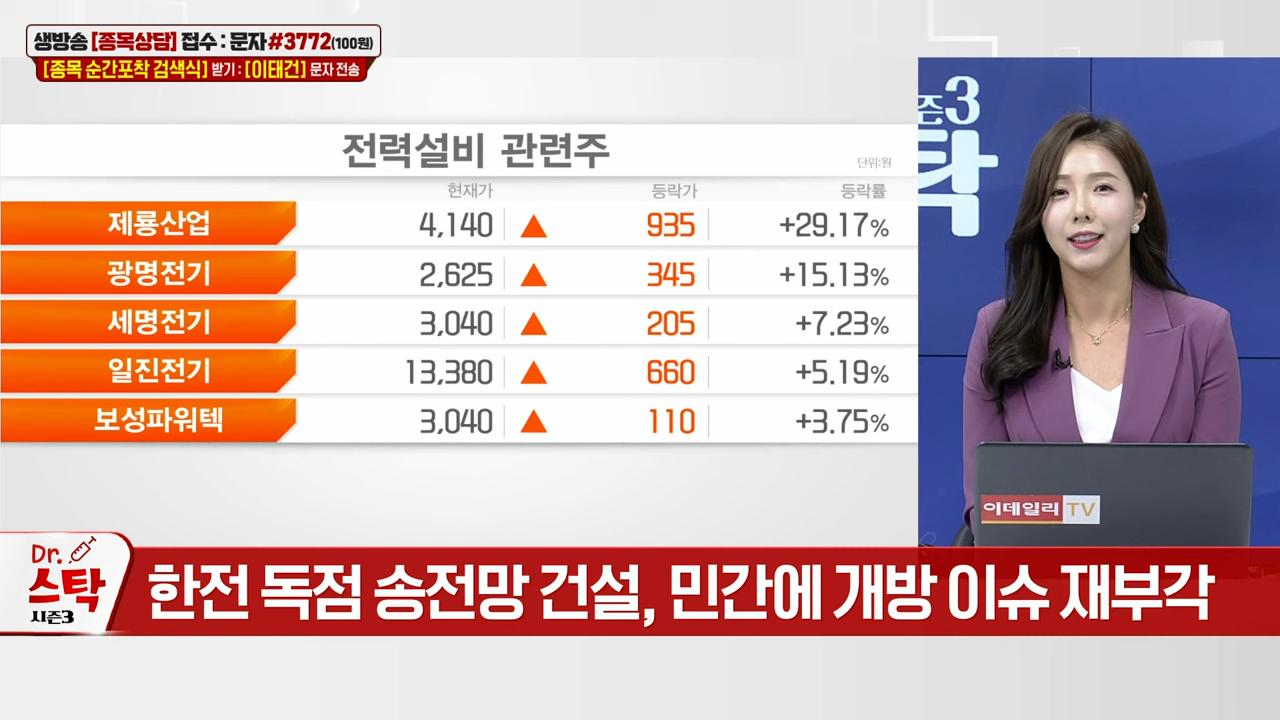 생방송 [종목상담] 접수 : 문자#3772(100원)
[종목 순간포착 검색식] 받기 : [이태건] 문자 전송
즌3
탁
전력설비 관련주
단위:원
현재가 등락가 등락률
제룡산업 4,140 ▲ 935 +29.17%
광명전기 2,625 ▲ 345 +15.13%
세명전기 3,040 ▲ 205 +7.23%
일진전기 13,380 ▲ 660 +5.19%
보성파워텍 3,040 ▲ 110 +3.75%
이데일리 TV
Dr.
스탁
시즌3
한전 독점 송전망 건설, 민간에 개방 이슈 재부각